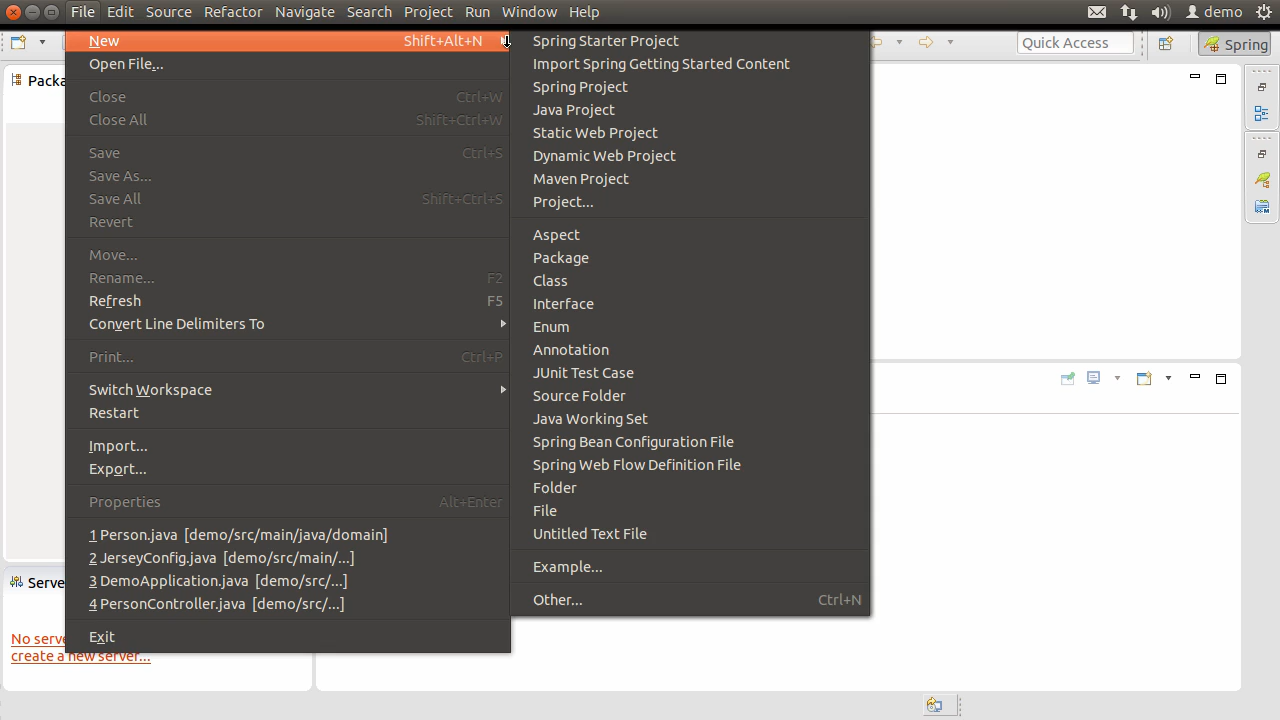 File Edit Source Refactor Navigate Search Project Run Window Help demo
New Shift+Alt+N
Open File...
Close Ctrl+W
Close All Shift+Ctrl+W
Save Ctrl+S
Save As...
Save All Shift+Ctrl+S
Revert
Move...
Rename... F2
Refresh F5
Convert Line Delimiters To
Print... Ctrl+P
Switch Workspace
Restart
Import...
Export...
Properties Alt+Enter
1 Person.java [demo/src/main/java/domain]
2 JerseyConfig.java [demo/src/main/...]
3 DemoApplication.java [demo/src/...]
4 PersonController.java [demo/src/...]
Exit
Spring Starter Project
Import Spring Getting Started Content
Spring Project
Java Project
Static Web Project
Dynamic Web Project
Maven Project
Project...
Aspect
Package
Class
Interface
Enum
Annotation
JUnit Test Case
Source Folder
Java Working Set
Spring Bean Configuration File
Spring Web Flow Definition File
Folder
File
Untitled Text File
Example...
Other... Ctrl+N
Quick Access
Spring
Packa
Serve
No serve
create a new server...